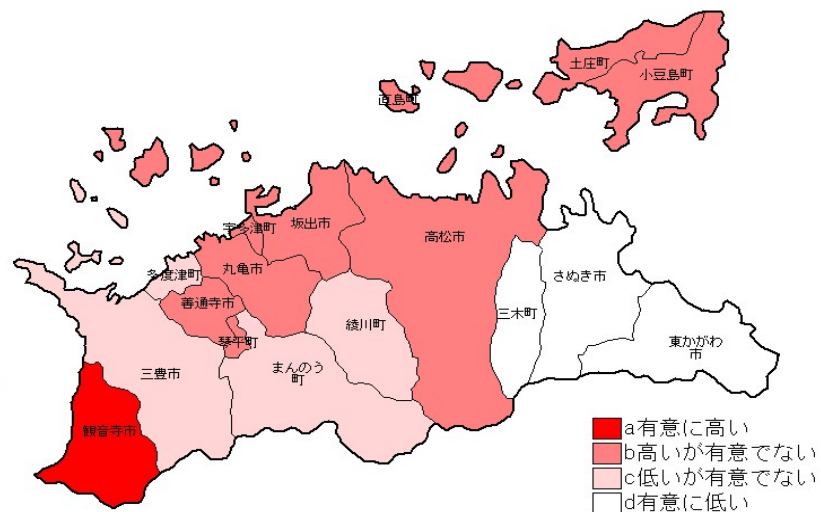 土庄町
小豆島町
直島町
宇多津町
坂出市
高松市
多度津町
丸亀市
さぬき市
善通寺市
綾川町
三木町
琴平町
東かがわ
市
三豊市
まんのう
町
観音寺市
a有意に高い
b高いが有意でない
c低いが有意でない
d有意に低い